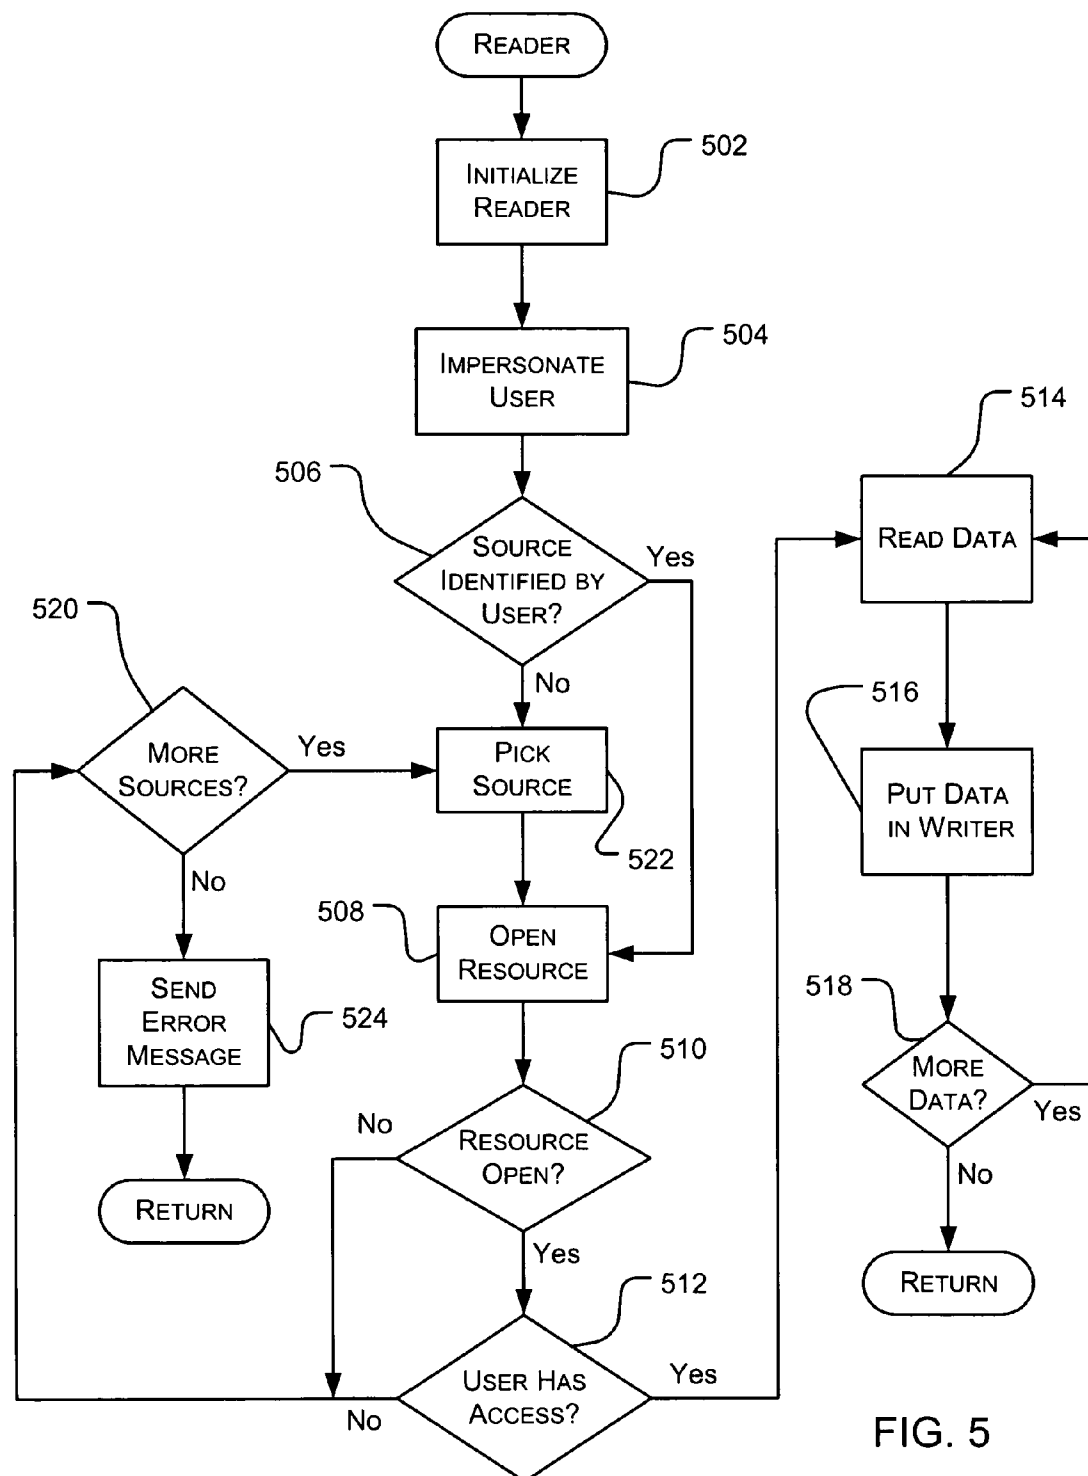 READER
502
INITIALIZE
READER
504
IMPERSONATE
USER
506
SOURCE
IDENTIFIED BY
USER?
Yes
No
520
MORE
SOURCES?
Yes
No
PICK
SOURCE
522
508
OPEN
RESOURCE
SEND
ERROR
MESSAGE
524
RETURN
510
RESOURCE
OPEN?
No
Yes
512
USER HAS
ACCESS?
No
Yes
514
READ DATA
516
PUT DATA
IN WRITER
518
MORE
DATA?
Yes
No
RETURN
FIG. 5